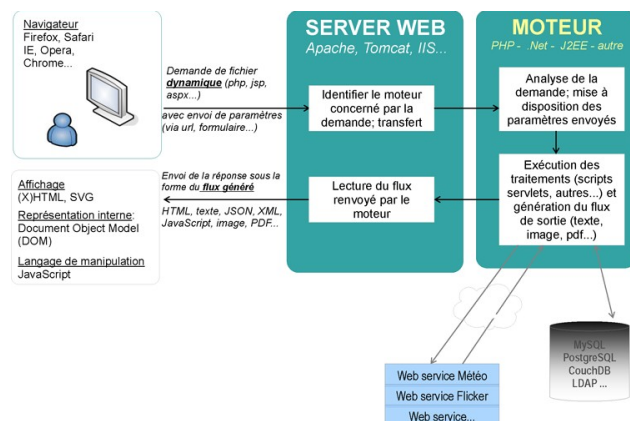 Navigateur
Firefox, Safari
IE, Opera,
Chrome...
Demande de fichier
dynamique (php, jsp,
aspx...)
avec envoi de paramètres
(via url, formulaire...)
SERVER WEB
Apache, Tomcat, IIS...
Identifier le moteur
concerné par la
demande; transfert
MOTEUR
PHP - .Net - J2EE - autre
Analyse de la
demande; mise à
disposition des
paramètres envoyés
Exécution des
traitements (scripts
servlets, autres...) et
génération du flux
de sortie (texte,
image, pdf...)
Lecture du flux
renvoyé par le
moteur
Envoi de la réponse sous la
forme du flux généré
HTML, texte, JSON, XML,
JavaScript, image, PDF...
Affichage
(X)HTML, SVG
Représentation interne:
Document Object Model
(DOM)
Langage de manipulation
JavaScript
Web service Météo
Web service Flicker
Web service...
MySQL
PostgreSQL
CouchDB
LDAP ...